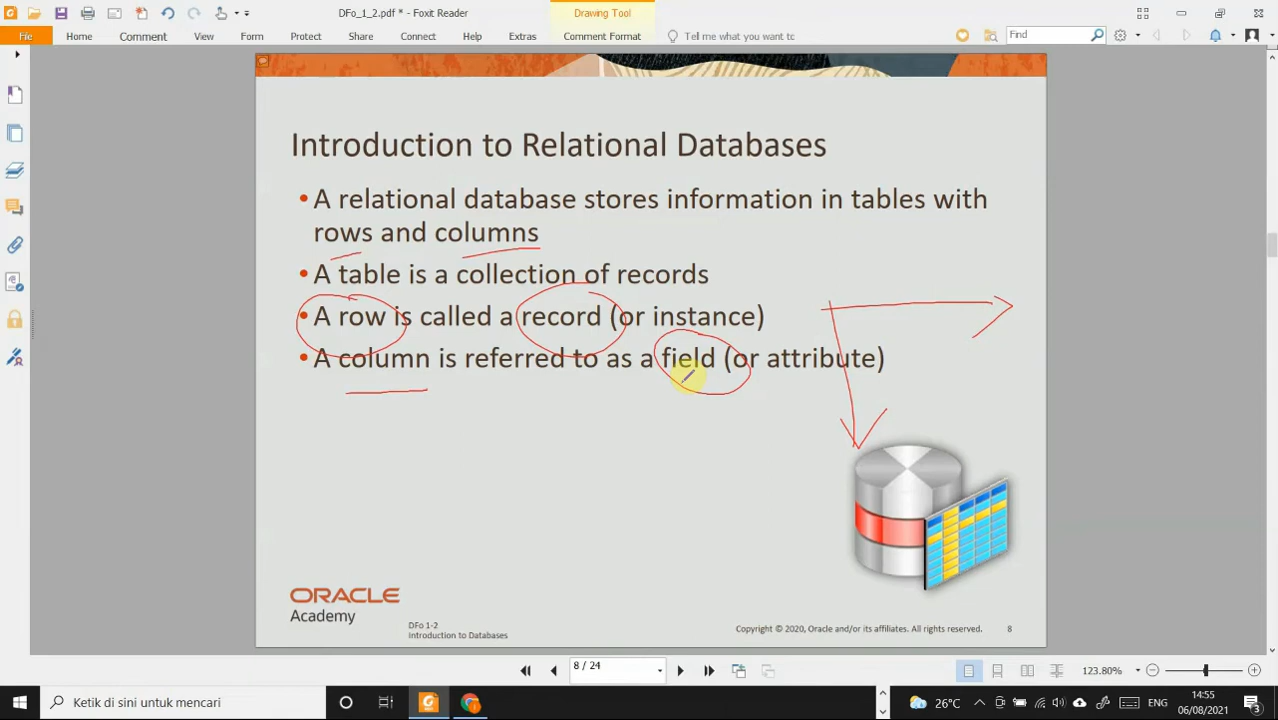 DFo_1_2.pdf * - Foxit Reader
Drawing Tool
File
Home
Comment
View
Form
Protect
Share
Connect
Help
Extras
Comment Format
Tell me what you want tc
Find
Introduction to Relational Databases
• A relational database stores information in tables with
rows and columns
• A table is a collection of records
• A row is called a record (or instance)
• A column is referred to as a field (or attribute)
ORACLE
Academy
DFo 1-2
Introduction to Databases
Copyright © 2020, Oracle and/or its affiliates. All rights reserved.
8
8 / 24
123.80%
Ketik di sini untuk mencari
26°C
ENG
14:55
06/08/2021
3